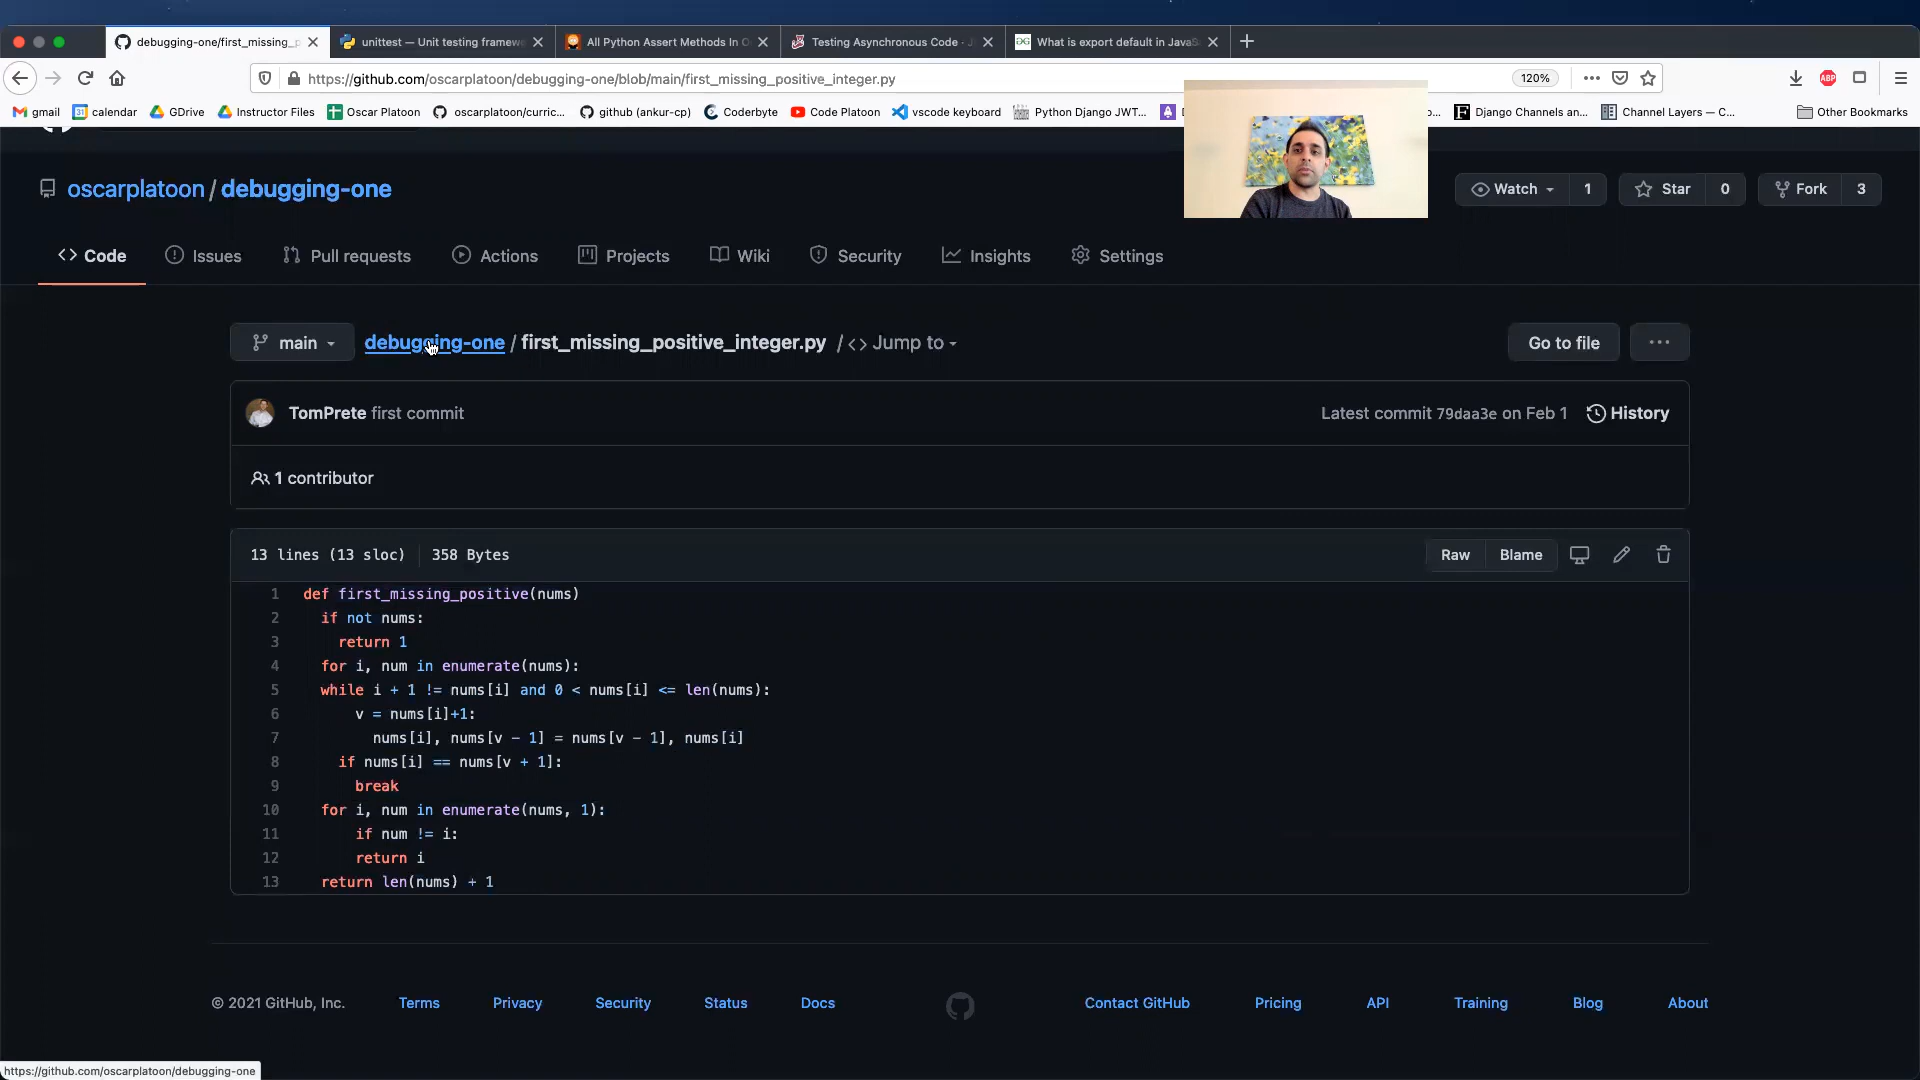 debugging-one/first_missing_p
unittest — Unit testing framew
All Python Assert Methods In O
Testing Asynchronous Code - J
What is export default in JavaS
https://github.com/oscarplatoon/debugging-one/blob/main/first_missing_positive_integer.py
120%
ABP
gmail
calendar
GDrive
Instructor Files
Oscar Platoon
oscarplatoon/curric...
github (ankur-cp)
Coderbyte
Code Platoon
vscode keyboard
Python Django JWT...
Django Channels an...
Channel Layers — C...
Other Bookmarks
oscarplatoon / debugging-one
Watch 1
Star 0
Fork 3
Code
Issues
Pull requests
Actions
Projects
Wiki
Security
Insights
Settings
main
debugging-one / first_missing_positive_integer.py / <> Jump to
Go to file
TomPrete first commit
Latest commit 79daa3e on Feb 1
History
1 contributor
13 lines (13 sloc) | 358 Bytes
Raw
Blame
1 def first_missing_positive(nums)
2 if not nums:
3 return 1
4 for i, num in enumerate(nums):
5 while i + 1 != nums[i] and 0 < nums[i] <= len(nums):
6 v = nums[i]+1:
7 nums[i], nums[v - 1] = nums[v - 1], nums[i]
8 if nums[i] == nums[v + 1]:
9 break
10 for i, num in enumerate(nums, 1):
11 if num != i:
12 return i
13 return len(nums) + 1
© 2021 GitHub, Inc.
Terms
Privacy
Security
Status
Docs
Contact GitHub
Pricing
API
Training
Blog
About
https://github.com/oscarplatoon/debugging-one